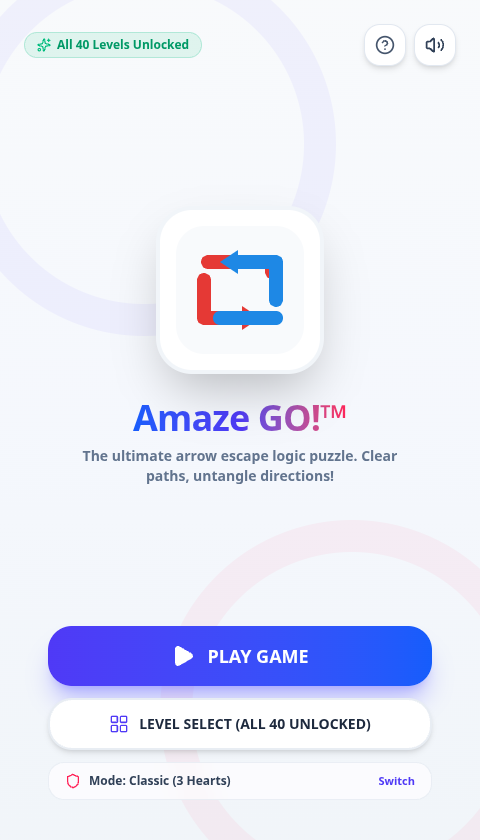 All 40 Levels Unlocked
Amaze GO!™
The ultimate arrow escape logic puzzle. Clear
paths, untangle directions!
PLAY GAME
LEVEL SELECT (ALL 40 UNLOCKED)
Mode: Classic (3 Hearts)
Switch